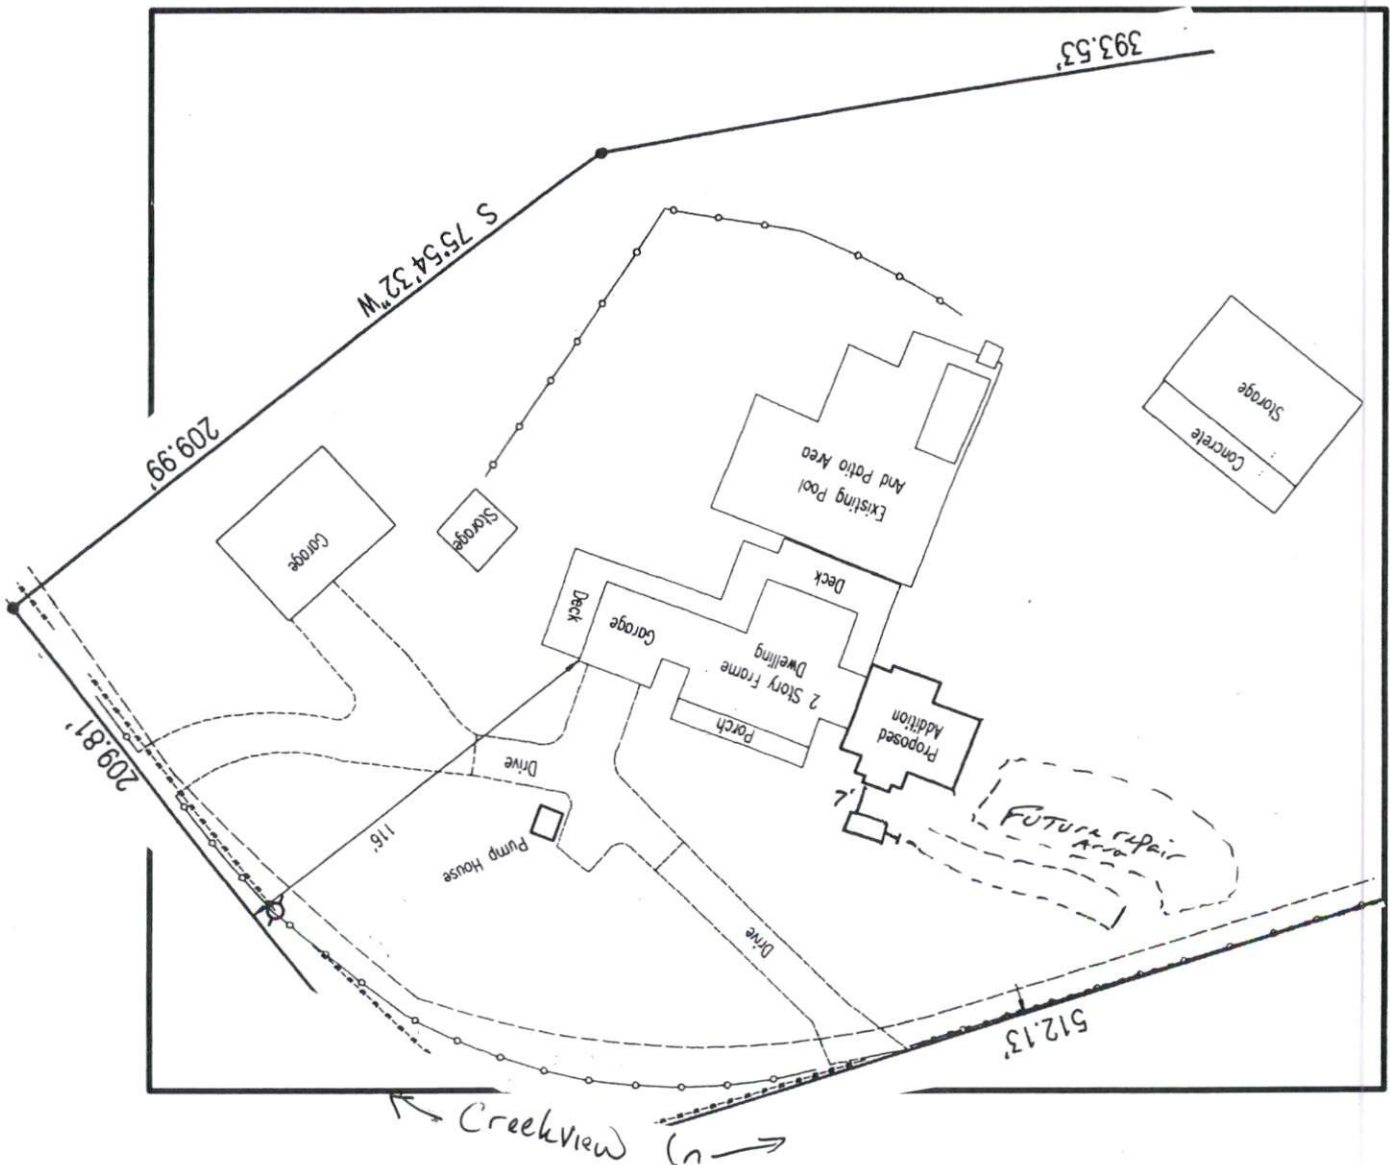 393.53'
S 75°54'32"W
209.99'
Storage
Concrete
Existing Pool
And Patio Area
Storage
Garage
Deck
Deck
Garage
2 Story Frame
Dwelling
Porch
Proposed
Addition
209.81'
Drive
7'
Future repair
Area
116'
Pump House
Drive
512.13'
Creekview Ln